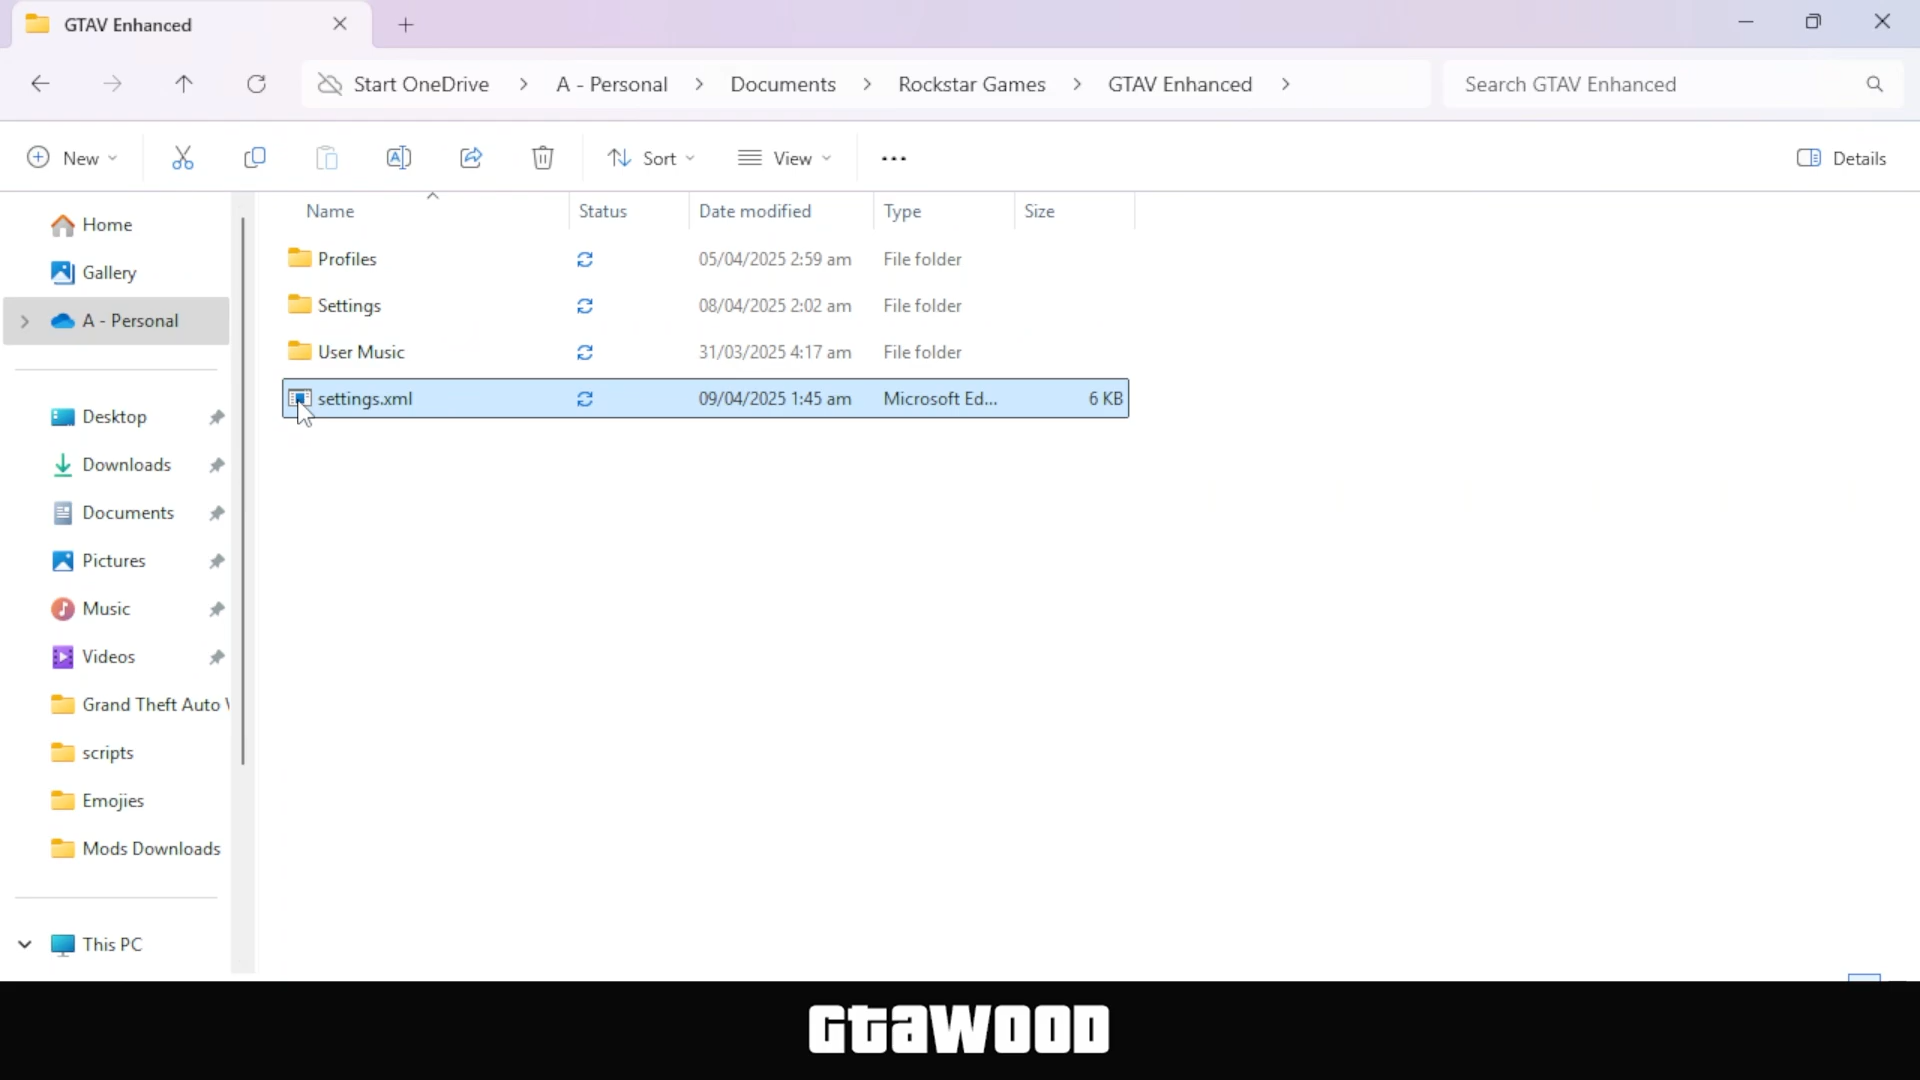 GTAV Enhanced
Start OneDrive > A - Personal > Documents > Rockstar Games > GTAV Enhanced >
Search GTAV Enhanced
New
Sort
View
Details
Name Status Date modified Type Size
Home
Gallery
A - Personal
Desktop
Downloads
Documents
Pictures
Music
Videos
Grand Theft Auto V
scripts
Emojies
Mods Downloads
This PC
Profiles 05/04/2025 2:59 am File folder
Settings 08/04/2025 2:02 am File folder
User Music 31/03/2025 4:17 am File folder
settings.xml 09/04/2025 1:45 am Microsoft Ed... 6 KB
GTAWOOD